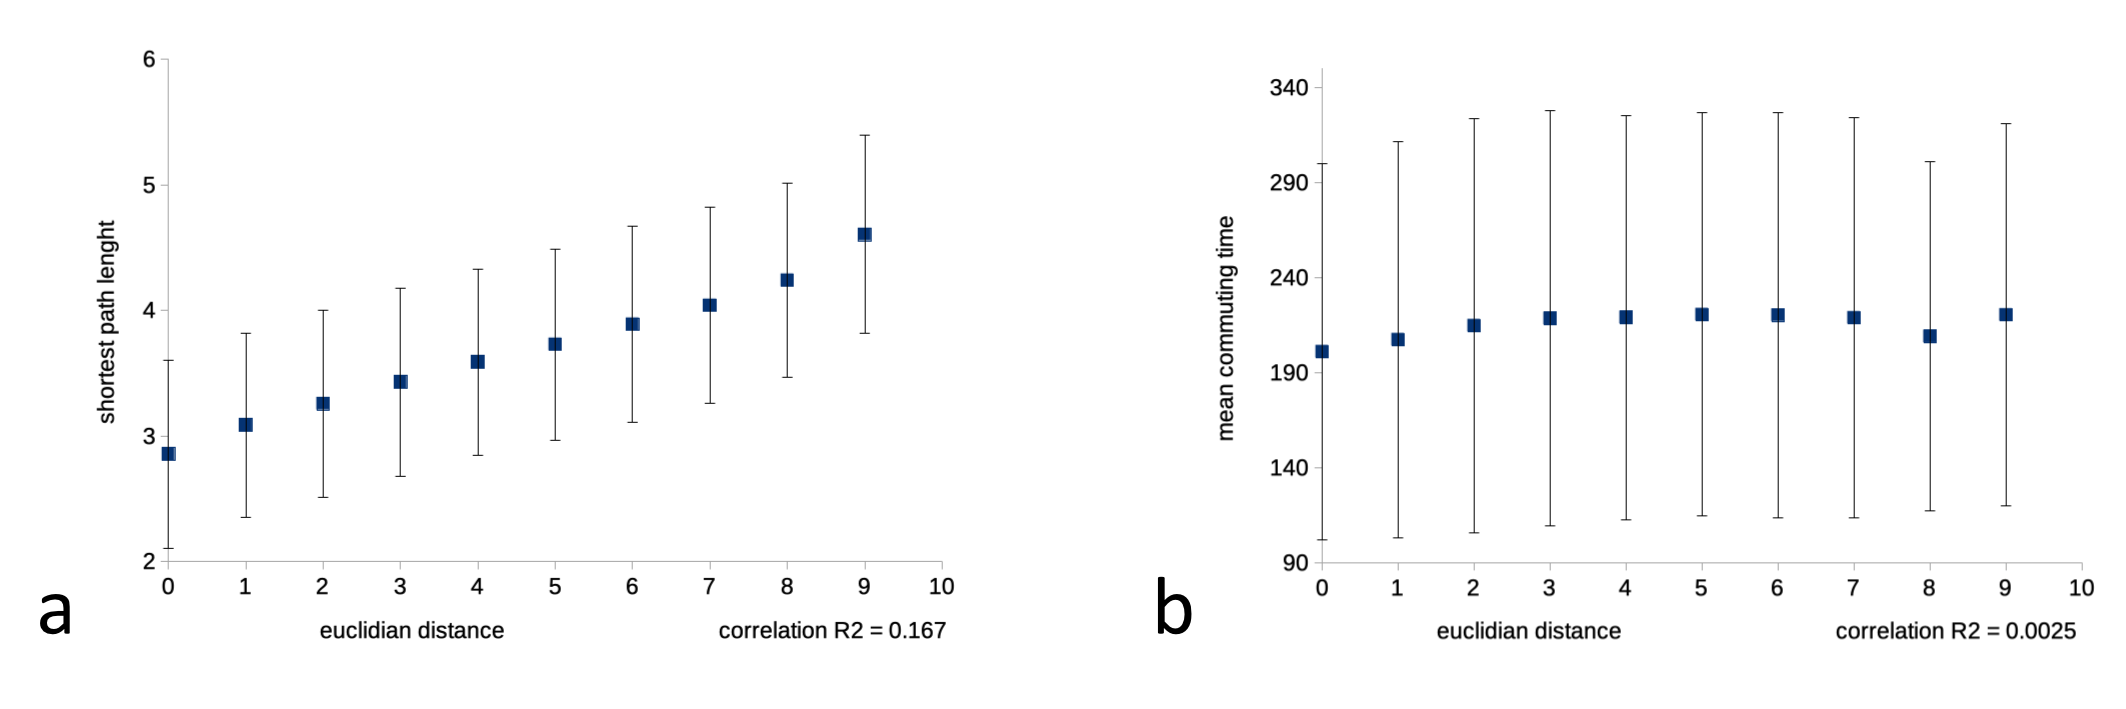 6
5
4
3
2
shortest path lenght
0 1 2 3 4 5 6 7 8 9 10
euclidian distance
correlation R2 = 0.167
a
340
290
240
190
140
90
mean commuting time
0 1 2 3 4 5 6 7 8 9 10
euclidian distance
correlation R2 = 0.0025
b